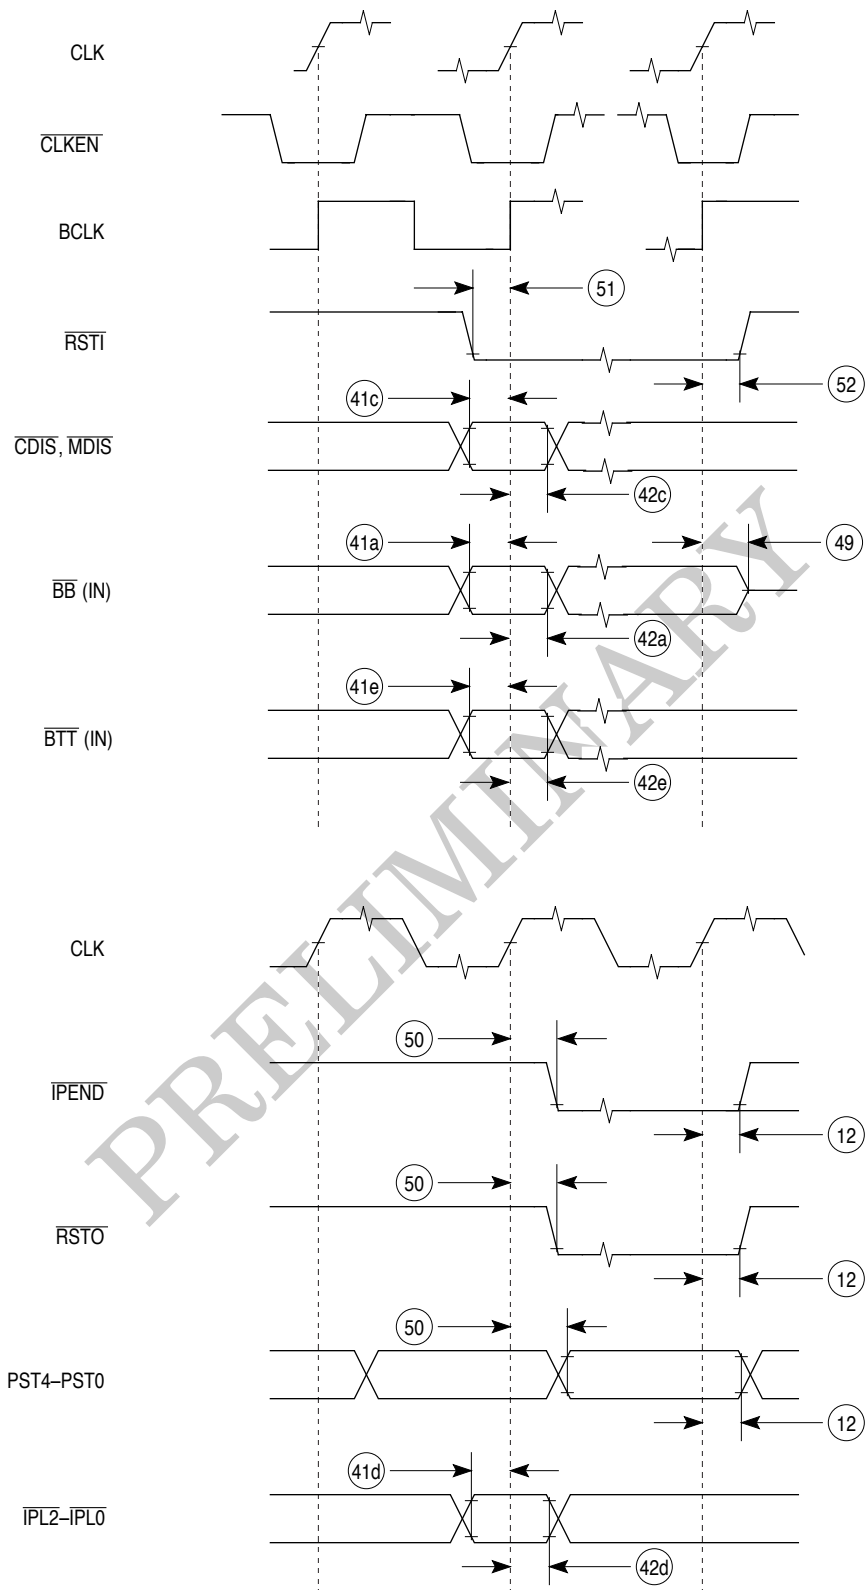 CLK
CLKEN
BCLK
51
RSTI
52
41c
CDIS, MDIS
42c
41a
49
BB (IN)
42a
41e
BTT (IN)
42e
PRELIMINARY
CLK
50
IPEND
12
50
RSTO
12
50
PST4–PST0
12
41d
IPL2–IPL0
42d